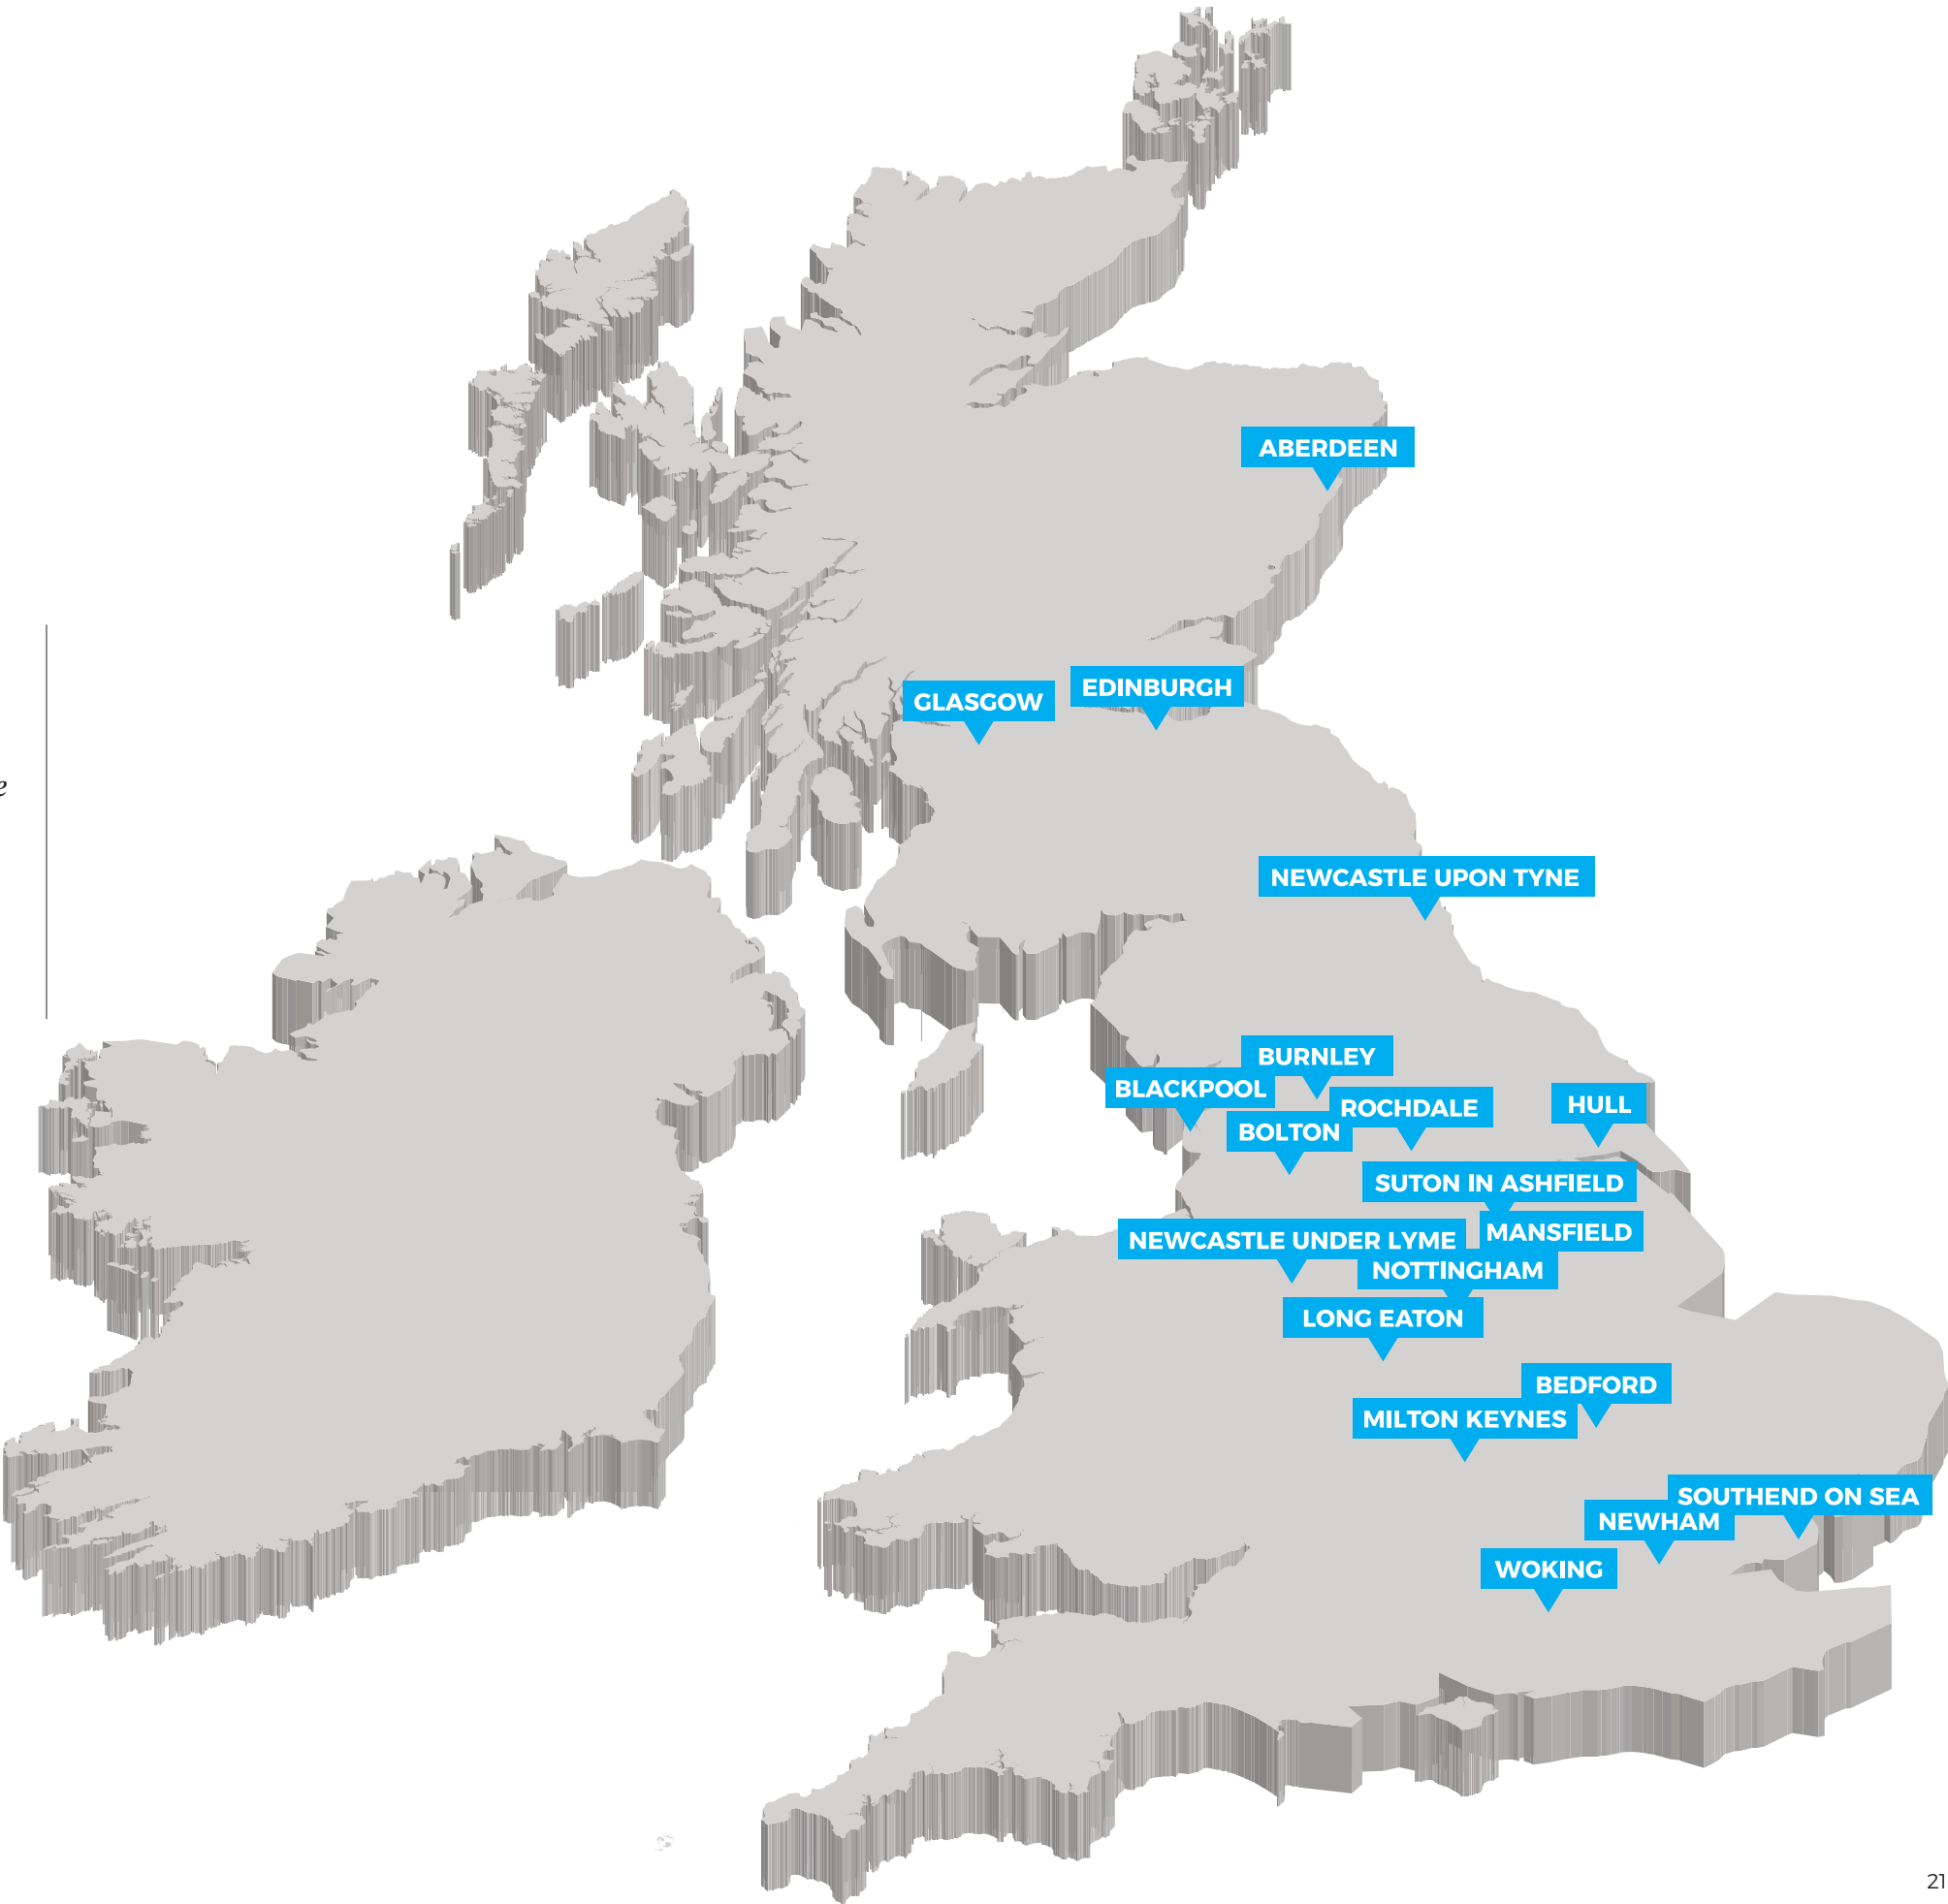 ABERDEEN
EDINBURGH
GLASGOW
e
NEWCASTLE UPON TYNE
BURNLEY
BLACKPOOL
ROCHDALE
HULL
BOLTON
SUTON IN ASHFIELD
MANSFIELD
NEWCASTLE UNDER LYME
NOTTINGHAM
LONG EATON
BEDFORD
MILTON KEYNES
SOUTHEND ON SEA
NEWHAM
WOKING
21